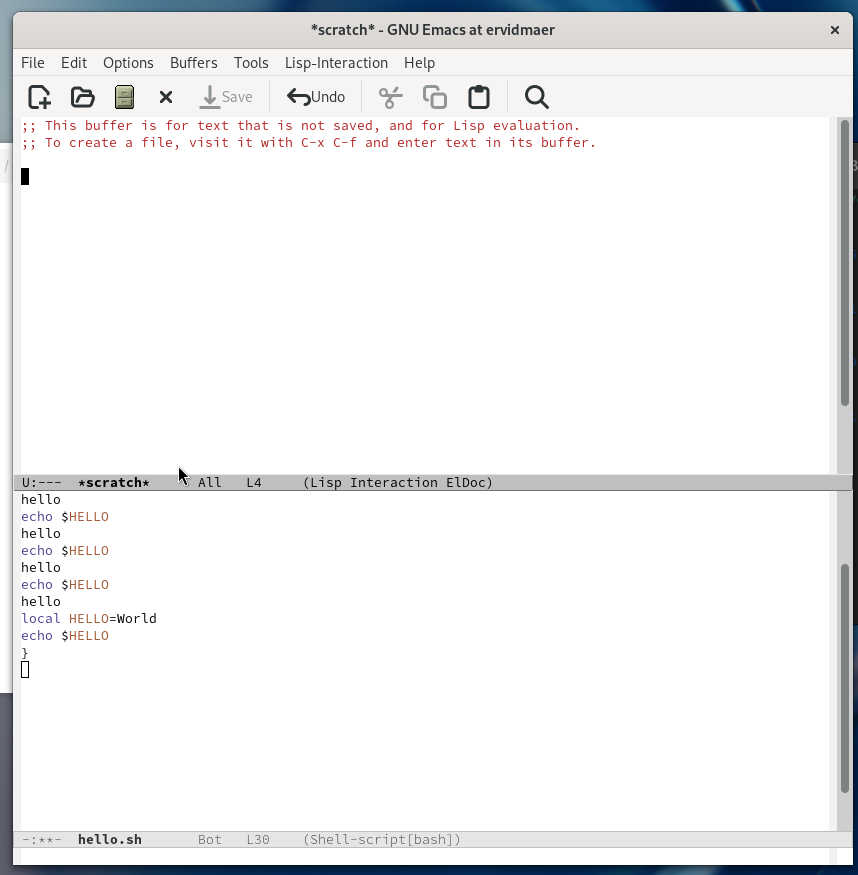 *scratch* - GNU Emacs at ervidmaer
File Edit Options Buffers Tools Lisp-Interaction Help
Save Undo
;; This buffer is for text that is not saved, and for Lisp evaluation.
;; To create a file, visit it with C-x C-f and enter text in its buffer.
U:--- *scratch* All L4 (Lisp Interaction ElDoc)
hello
echo $HELLO
hello
echo $HELLO
hello
echo $HELLO
hello
local HELLO=World
echo $HELLO
}
-:**- hello.sh Bot L30 (Shell-script[bash])